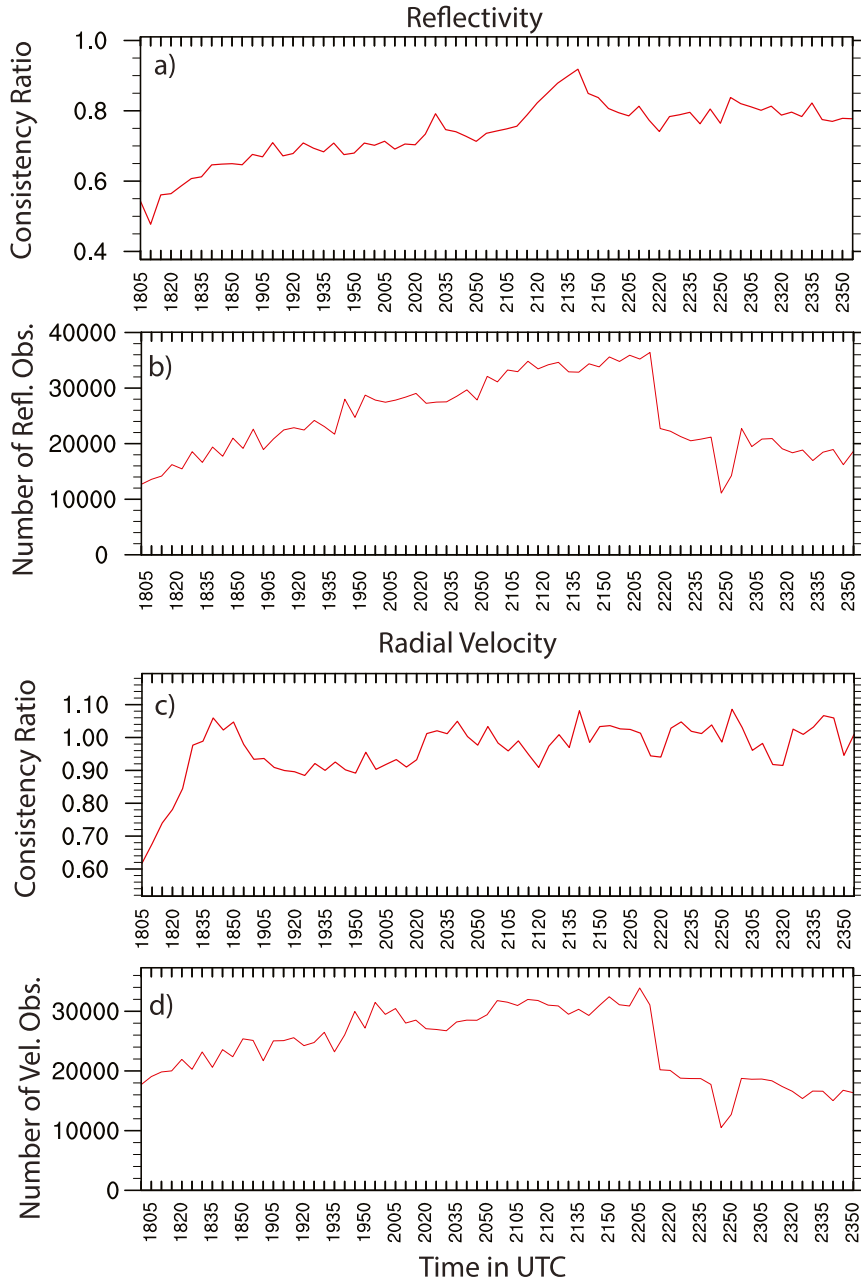 Reflectivity
a)
Consistency Ratio
1.0
0.8
0.6
0.4
1805 1820 1835 1850 1905 1920 1935 1950 2005 2020 2035 2050 2105 2120 2135 2150 2205 2220 2235 2250 2305 2320 2335 2350
b)
Number of Refl. Obs.
40000
30000
20000
10000
0
1805 1820 1835 1850 1905 1920 1935 1950 2005 2020 2035 2050 2105 2120 2135 2150 2205 2220 2235 2250 2305 2320 2335 2350
Radial Velocity
c)
Consistency Ratio
1.10
1.00
0.90
0.80
0.70
0.60
1805 1820 1835 1850 1905 1920 1935 1950 2005 2020 2035 2050 2105 2120 2135 2150 2205 2220 2235 2250 2305 2320 2335 2350
d)
Number of Vel. Obs.
30000
20000
10000
0
1805 1820 1835 1850 1905 1920 1935 1950 2005 2020 2035 2050 2105 2120 2135 2150 2205 2220 2235 2250 2305 2320 2335 2350
Time in UTC